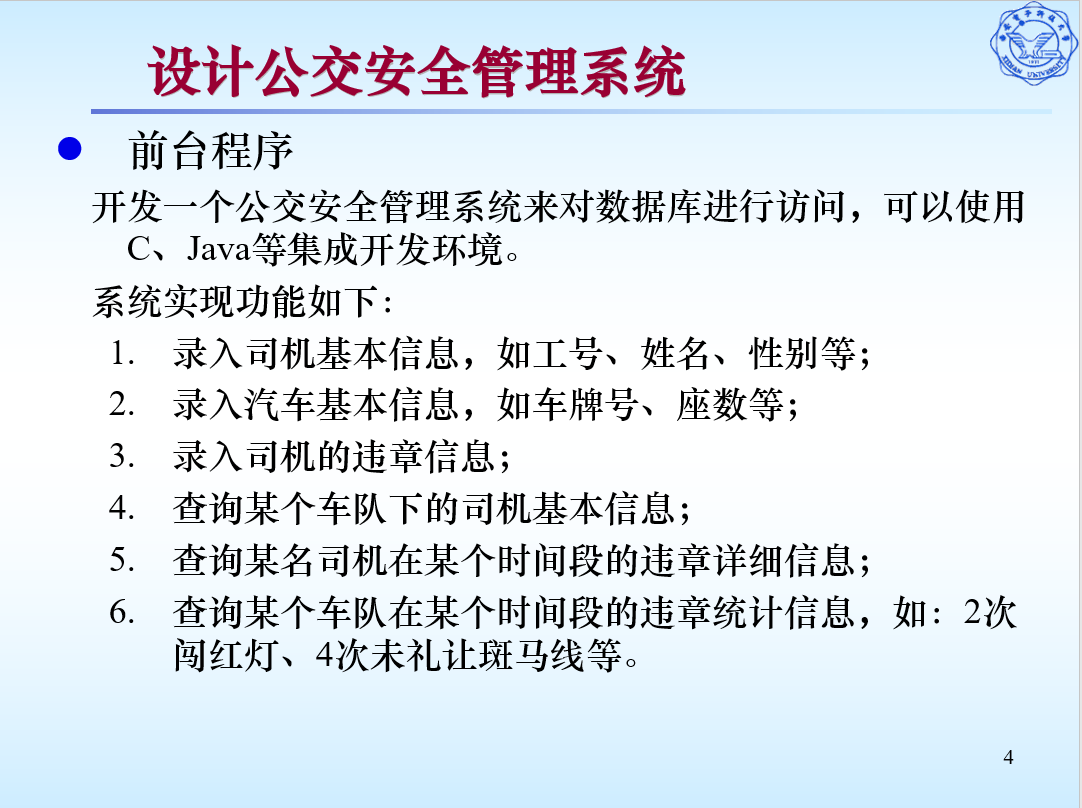 设计公交安全管理系统
前台程序
开发一个公交安全管理系统来对数据库进行访问，可以使用
C、Java等集成开发环境。
系统实现功能如下：
1. 录入司机基本信息，如工号、姓名、性别等；
2. 录入汽车基本信息，如车牌号、座数等；
3. 录入司机的违章信息；
4. 查询某个车队下的司机基本信息；
5. 查询某名司机在某个时间段的违章详细信息；
6. 查询某个车队在某个时间段的违章统计信息，如：2次
闯红灯、4次未礼让斑马线等。
4